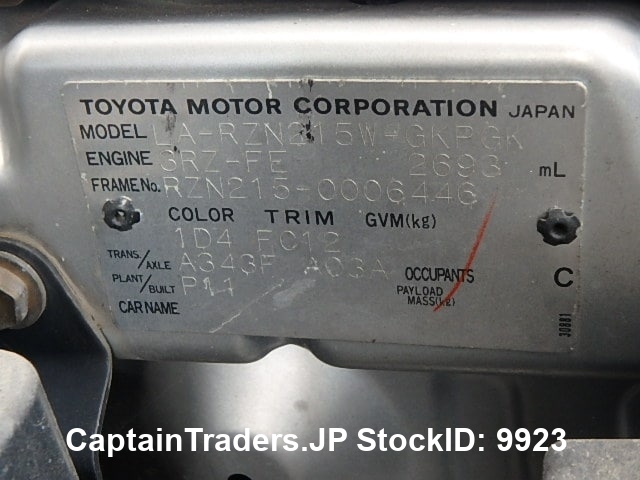 TOYOTA MOTOR CORPORATION JAPAN
MODEL LA-RZN215W-GKPGK
ENGINE 3RZ-FE 2693 mL
FRAME No. RZN215-0006446
COLOR TRIM GVM(kg)
1D4 FC12
TRANS./AXLE A343F A03A OCCUPANTS C
PLANT/BUILT P11 PAYLOAD MASS(kg)
CAR NAME
30881
CaptainTraders.JP StockID: 9923